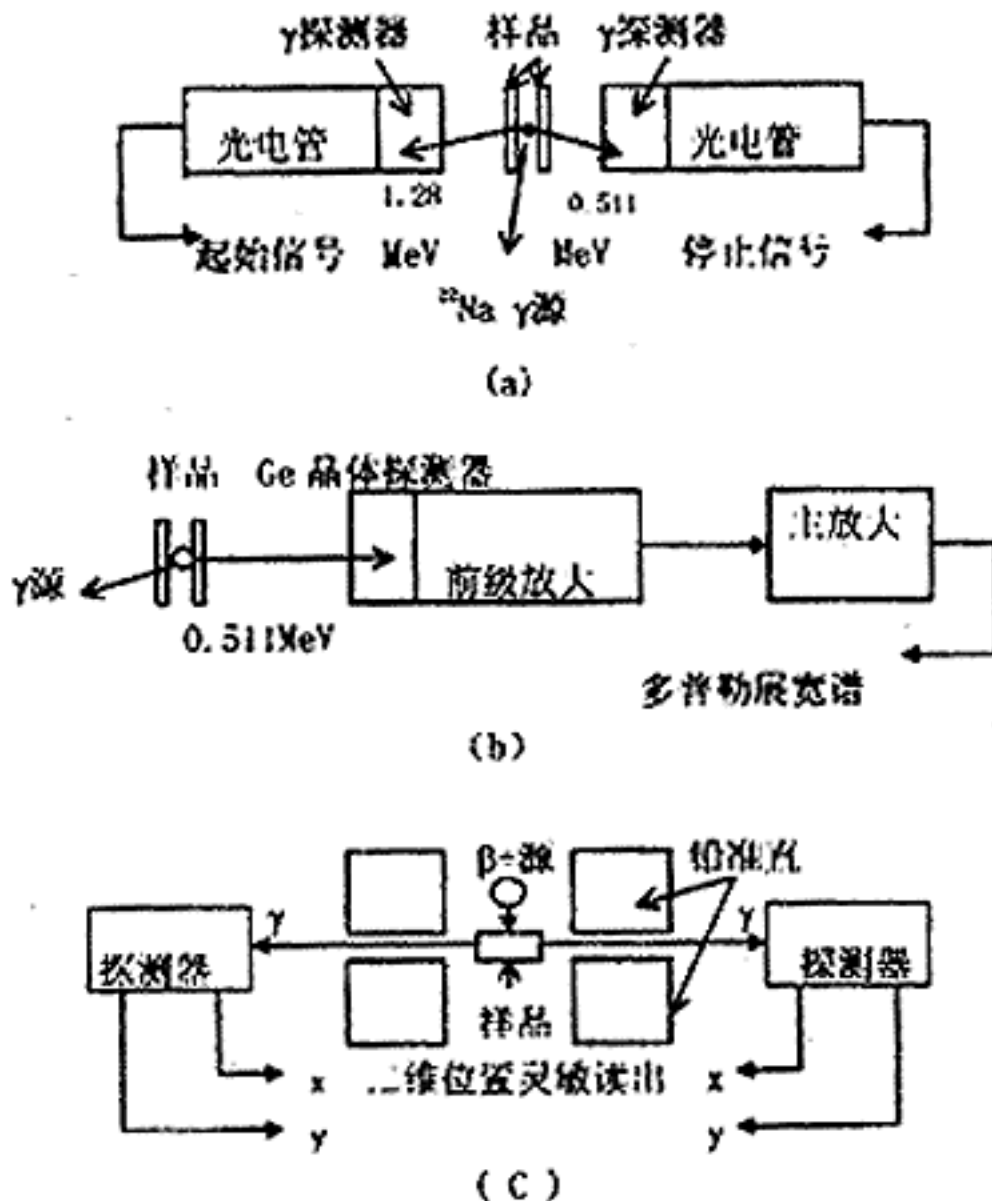 γ探测器 样品 γ探测器
光电管 光电管
1.28 0.511
起始信号 MeV MeV 停止信号
²²Na γ源
(a)
样品 Ge 晶体探测器
主放大
前级放大
γ源
0.511MeV
多普勒展宽谱
(b)
β+源 铅准直
γ γ
探测器 探测器
样品
x 二维位置灵敏读出 x
y y
( C )